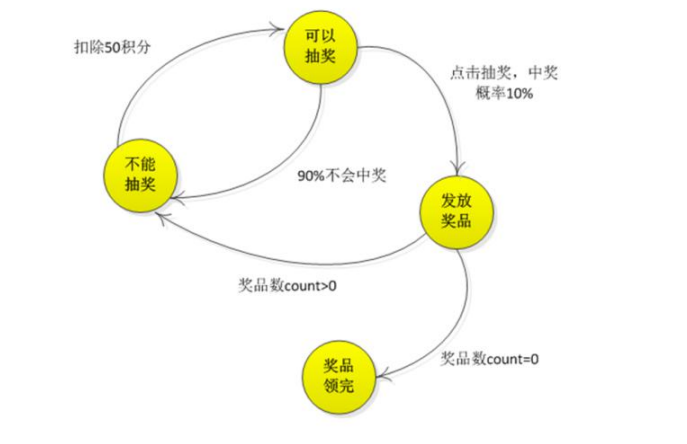 可以
抽奖
扣除50积分
点击抽奖，中奖
概率10%
不能
抽奖
90%不会中奖
发放
奖品
奖品数count>0
奖品
领完
奖品数count=0